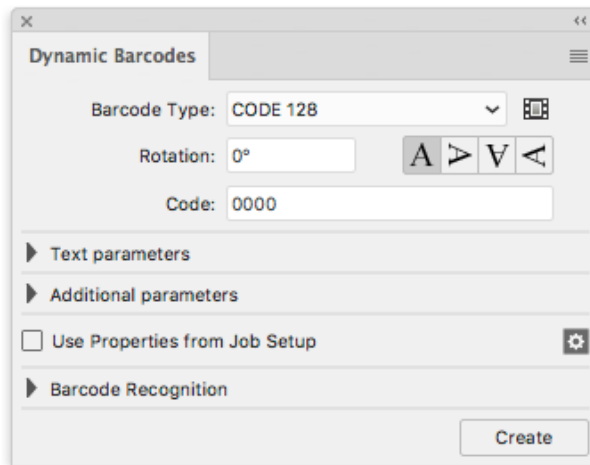 Dynamic Barcodes
Barcode Type: CODE 128
Rotation: 0° A A A A
Code: 0000
Text parameters
Additional parameters
Use Properties from Job Setup
Barcode Recognition
Create